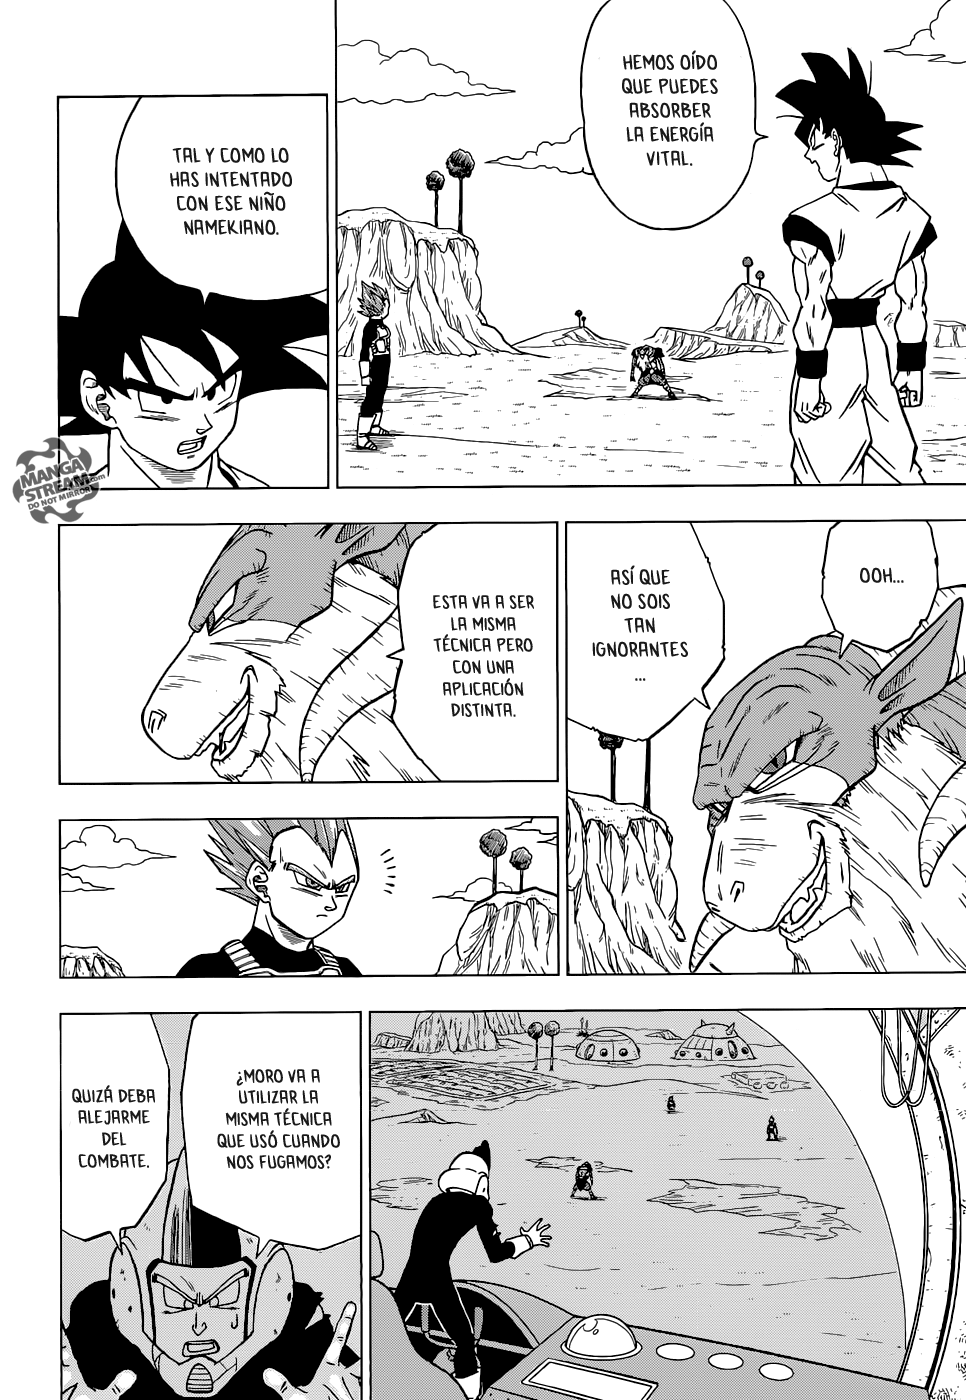 HEMOS OÍDO
QUE PUEDES
ABSORBER
LA ENERGÍA
VITAL.
TAL Y COMO LO
HAS INTENTADO
CON ESE NIÑO
NAMEKIANO.
MANGA
STREAM.com
DO NOT MIRROR
OOH...
ASÍ QUE
NO SOIS
TAN
IGNORANTES
...
ESTA VA A SER
LA MISMA
TÉCNICA PERO
CON UNA
APLICACIÓN
DISTINTA.
¿MORO VA A
UTILIZAR LA
MISMA TÉCNICA
QUE USÓ CUANDO
NOS FUGAMOS?
QUIZÁ DEBA
ALEJARME
DEL
COMBATE.